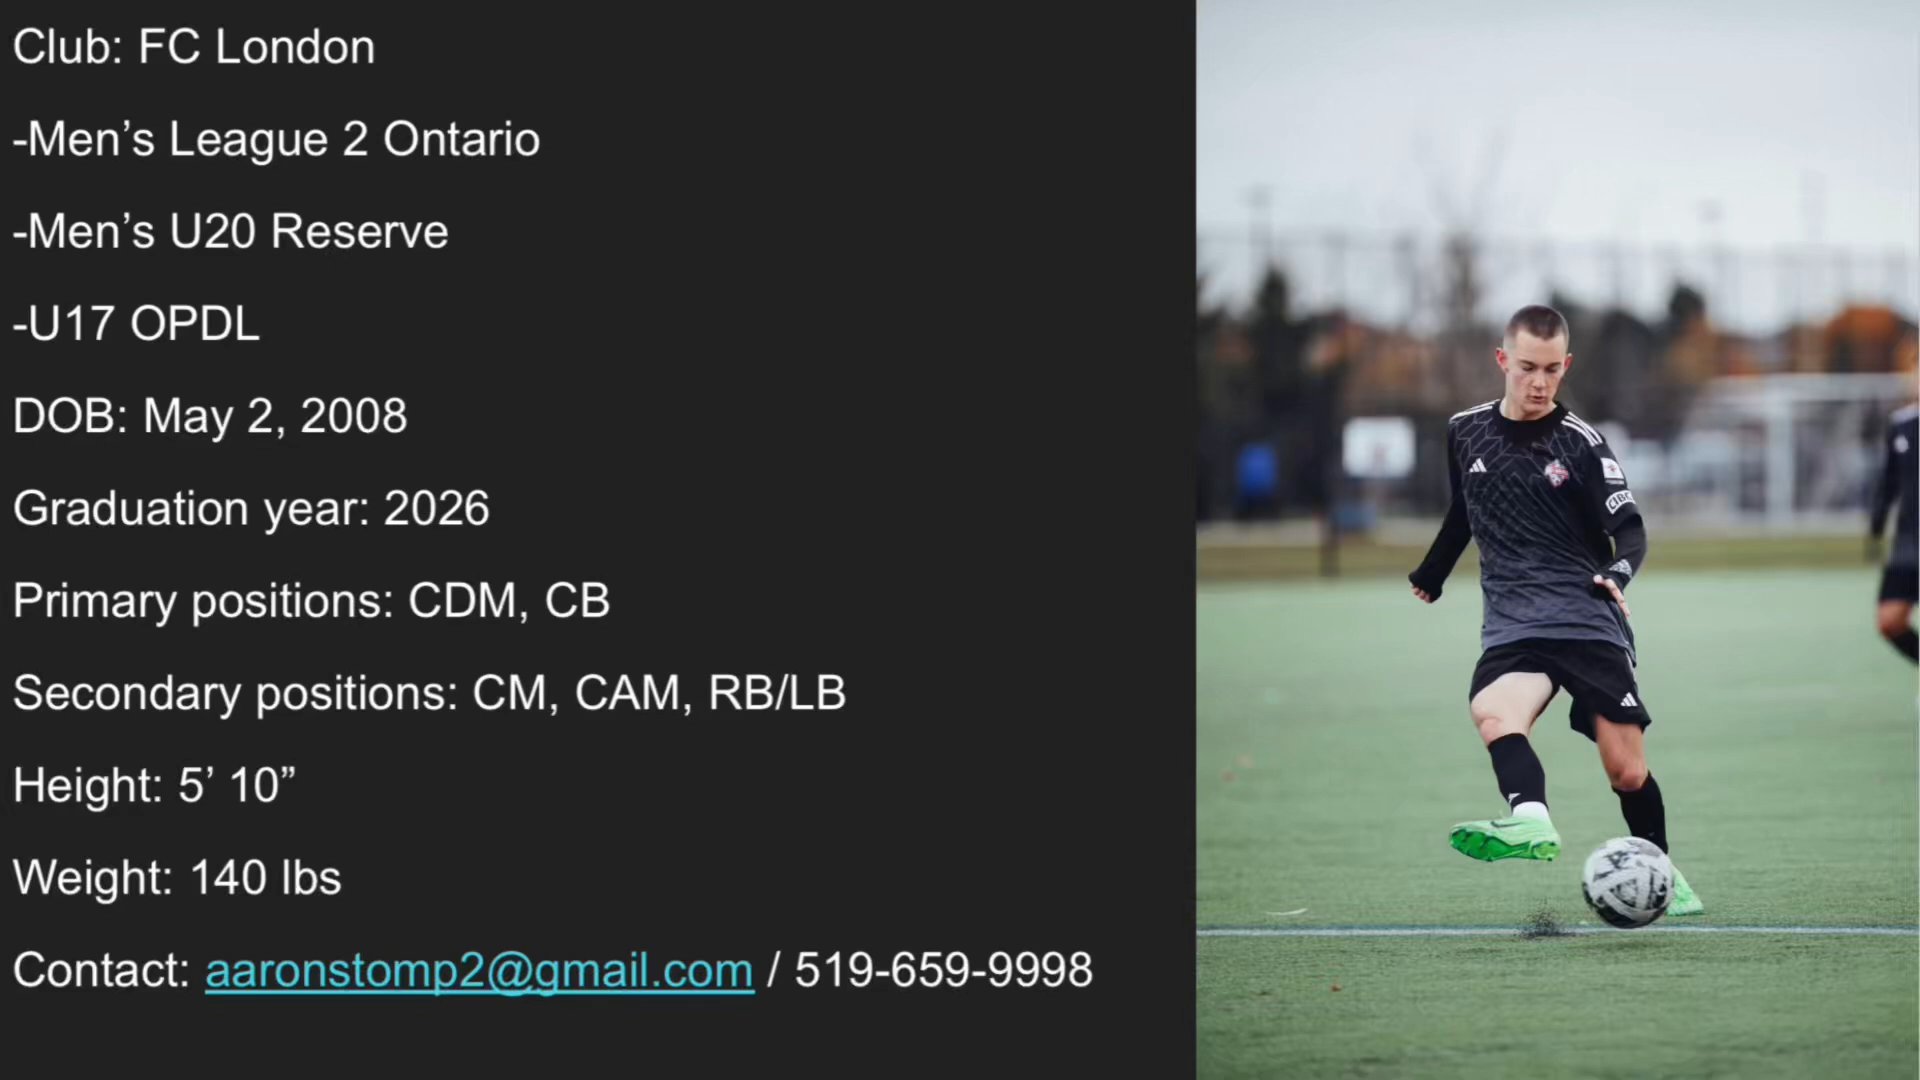 Club: FC London
-Men’s League 2 Ontario
-Men’s U20 Reserve
-U17 OPDL
DOB: May 2, 2008
Graduation year: 2026
Primary positions: CDM, CB
Secondary positions: CM, CAM, RB/LB
Height: 5’ 10”
Weight: 140 lbs
Contact: aaronstomp2@gmail.com / 519-659-9998
CIBC